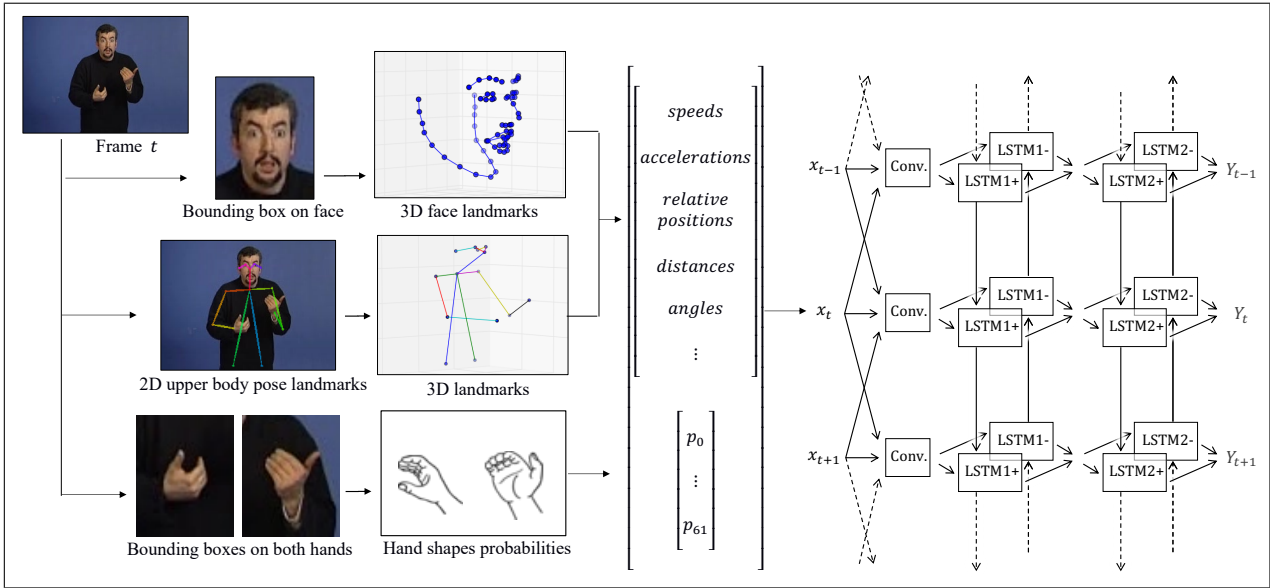 Frame t
Bounding box on face
3D face landmarks
2D upper body pose landmarks
3D landmarks
Bounding boxes on both hands
Hand shapes probabilities
speeds
accelerations
relative
positions
distances
angles
⋮
p0
⋮
p61
xt−1
Conv.
LSTM1-
LSTM1+
LSTM2-
LSTM2+
Yt−1
xt
Conv.
LSTM1-
LSTM1+
LSTM2-
LSTM2+
Yt
xt+1
Conv.
LSTM1-
LSTM1+
LSTM2-
LSTM2+
Yt+1